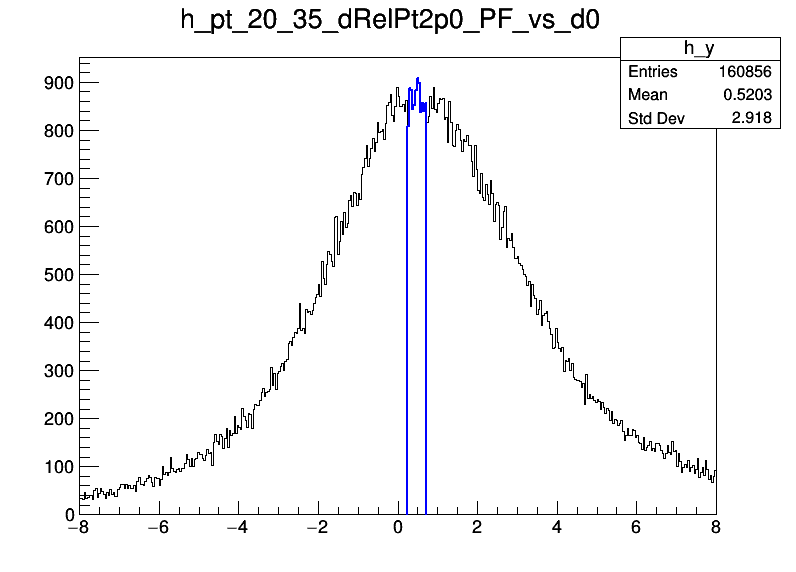 h_pt_20_35_dRelPt2p0_PF_vs_d0
h_y
Entries 160856
Mean 0.5203
Std Dev 2.918
900
800
700
600
500
400
300
200
100
0
−8 −6 −4 −2 0 2 4 6 8